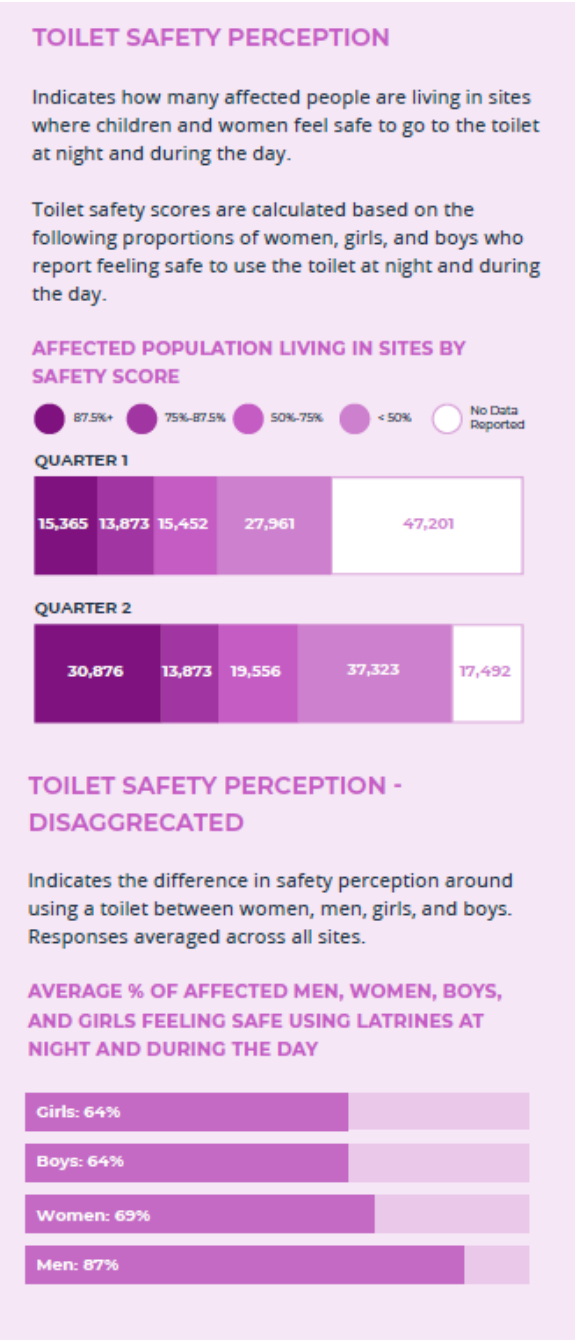 TOILET SAFETY PERCEPTION
Indicates how many affected people are living in sites
where children and women feel safe to go to the toilet
at night and during the day.
Toilet safety scores are calculated based on the
following proportions of women, girls, and boys who
report feeling safe to use the toilet at night and during
the day.
AFFECTED POPULATION LIVING IN SITES BY
SAFETY SCORE
87.5%+ 75%-87.5% 50%-75% < 50% No Data
Reported
QUARTER 1
15,365 13,873 15,452 27,961 47,201
QUARTER 2
30,876 13,873 19,556 37,323 17,492
TOILET SAFETY PERCEPTION -
DISAGGRECATED
Indicates the difference in safety perception around
using a toilet between women, men, girls, and boys.
Responses averaged across all sites.
AVERAGE % OF AFFECTED MEN, WOMEN, BOYS,
AND GIRLS FEELING SAFE USING LATRINES AT
NIGHT AND DURING THE DAY
Girls: 64%
Boys: 64%
Women: 69%
Men: 87%